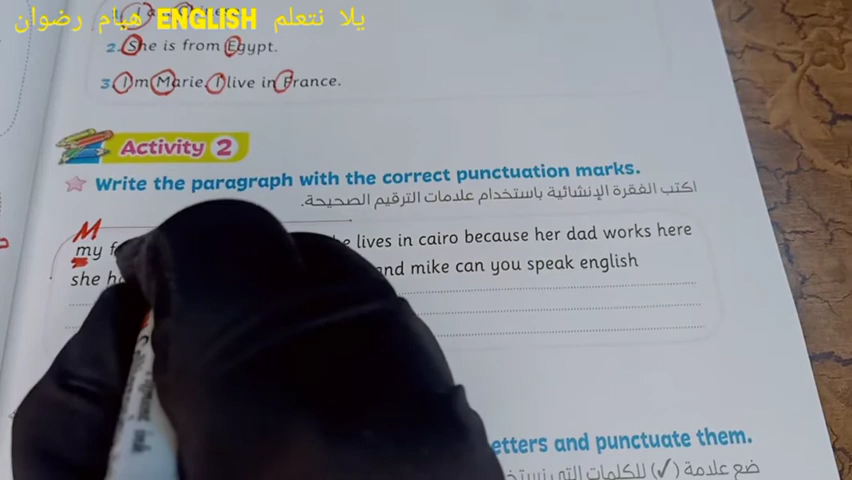 يلا نتعلم ENGLISH هيام رضوان
2. She is from Egypt.
3. I m Marie. I live in France.
Activity 2
Write the paragraph with the correct punctuation marks.
اكتب الفقرة الإنشائية باستخدام علامات الترقيم الصحيحة.
M
my lives in cairo because her dad works here
she and mike can you speak english
etters and punctuate them.
ضع علامة (✓) للكلمات التي